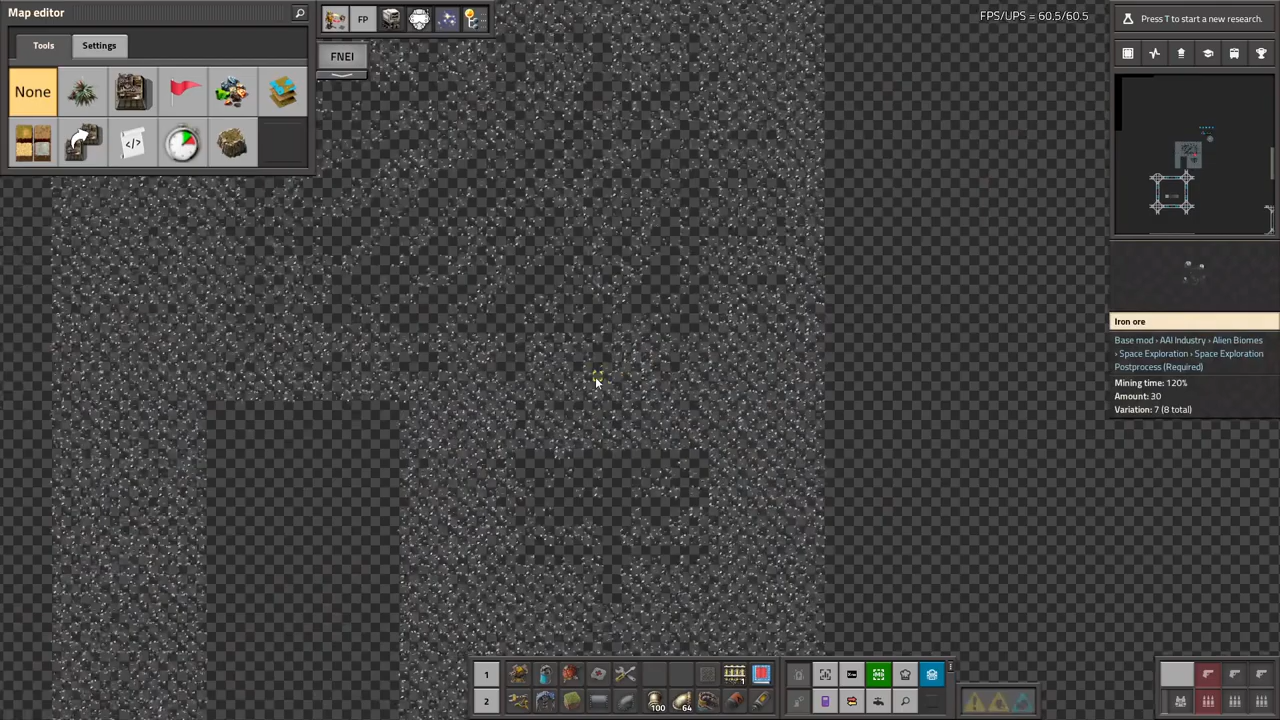 Map editor
FP
FPS/UPS = 60.5/60.5
Press T to start a new research.
Tools
Settings
FNEI
None
</>
Iron ore
Base mod › AAI Industry › Alien Biomes
› Space Exploration › Space Exploration
Postprocess (Required)
Mining time: 120%
Amount: 30
Variation: 7 (8 total)
1
1
2
100
64